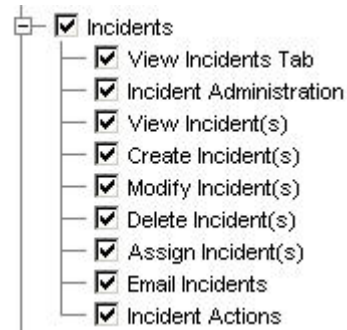 Incidents
View Incidents Tab
Incident Administration
View Incident(s)
Create Incident(s)
Modify Incident(s)
Delete Incident(s)
Assign Incident(s)
Email Incidents
Incident Actions